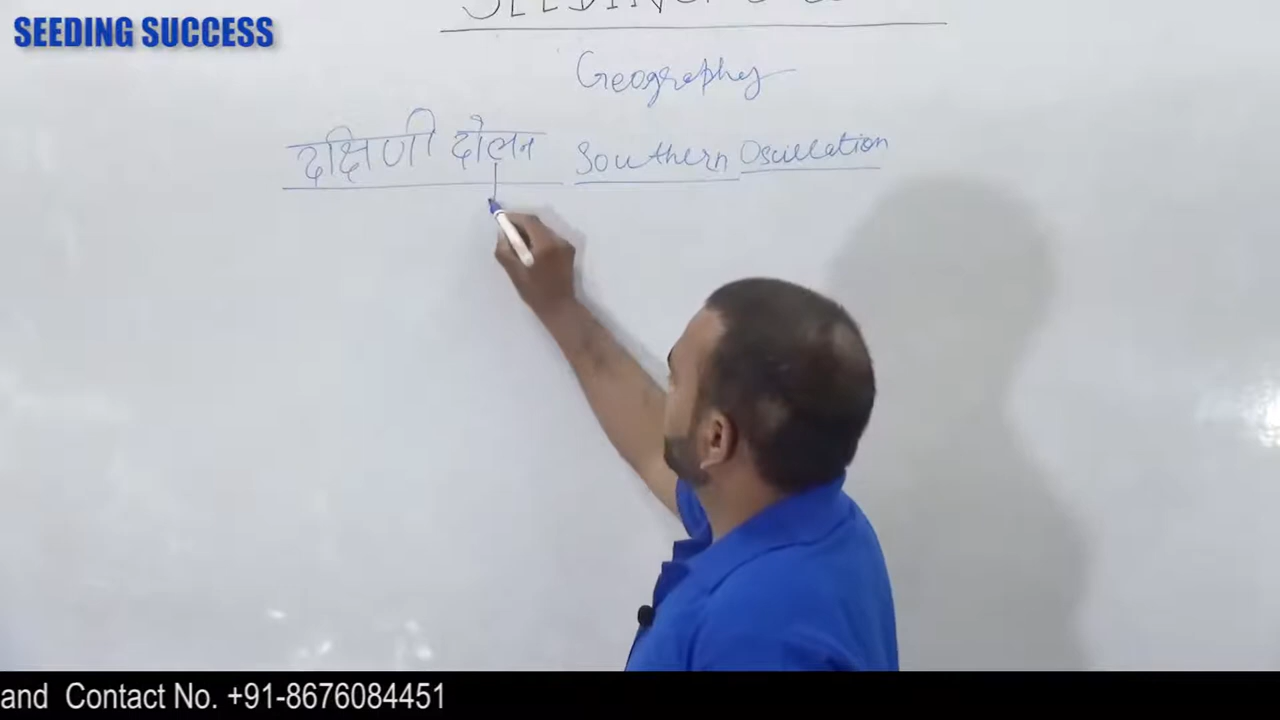 SEEDING SUCCESS
Geography
दक्षिणी दोलन Southern Oscillation
and Contact No. +91-8676084451